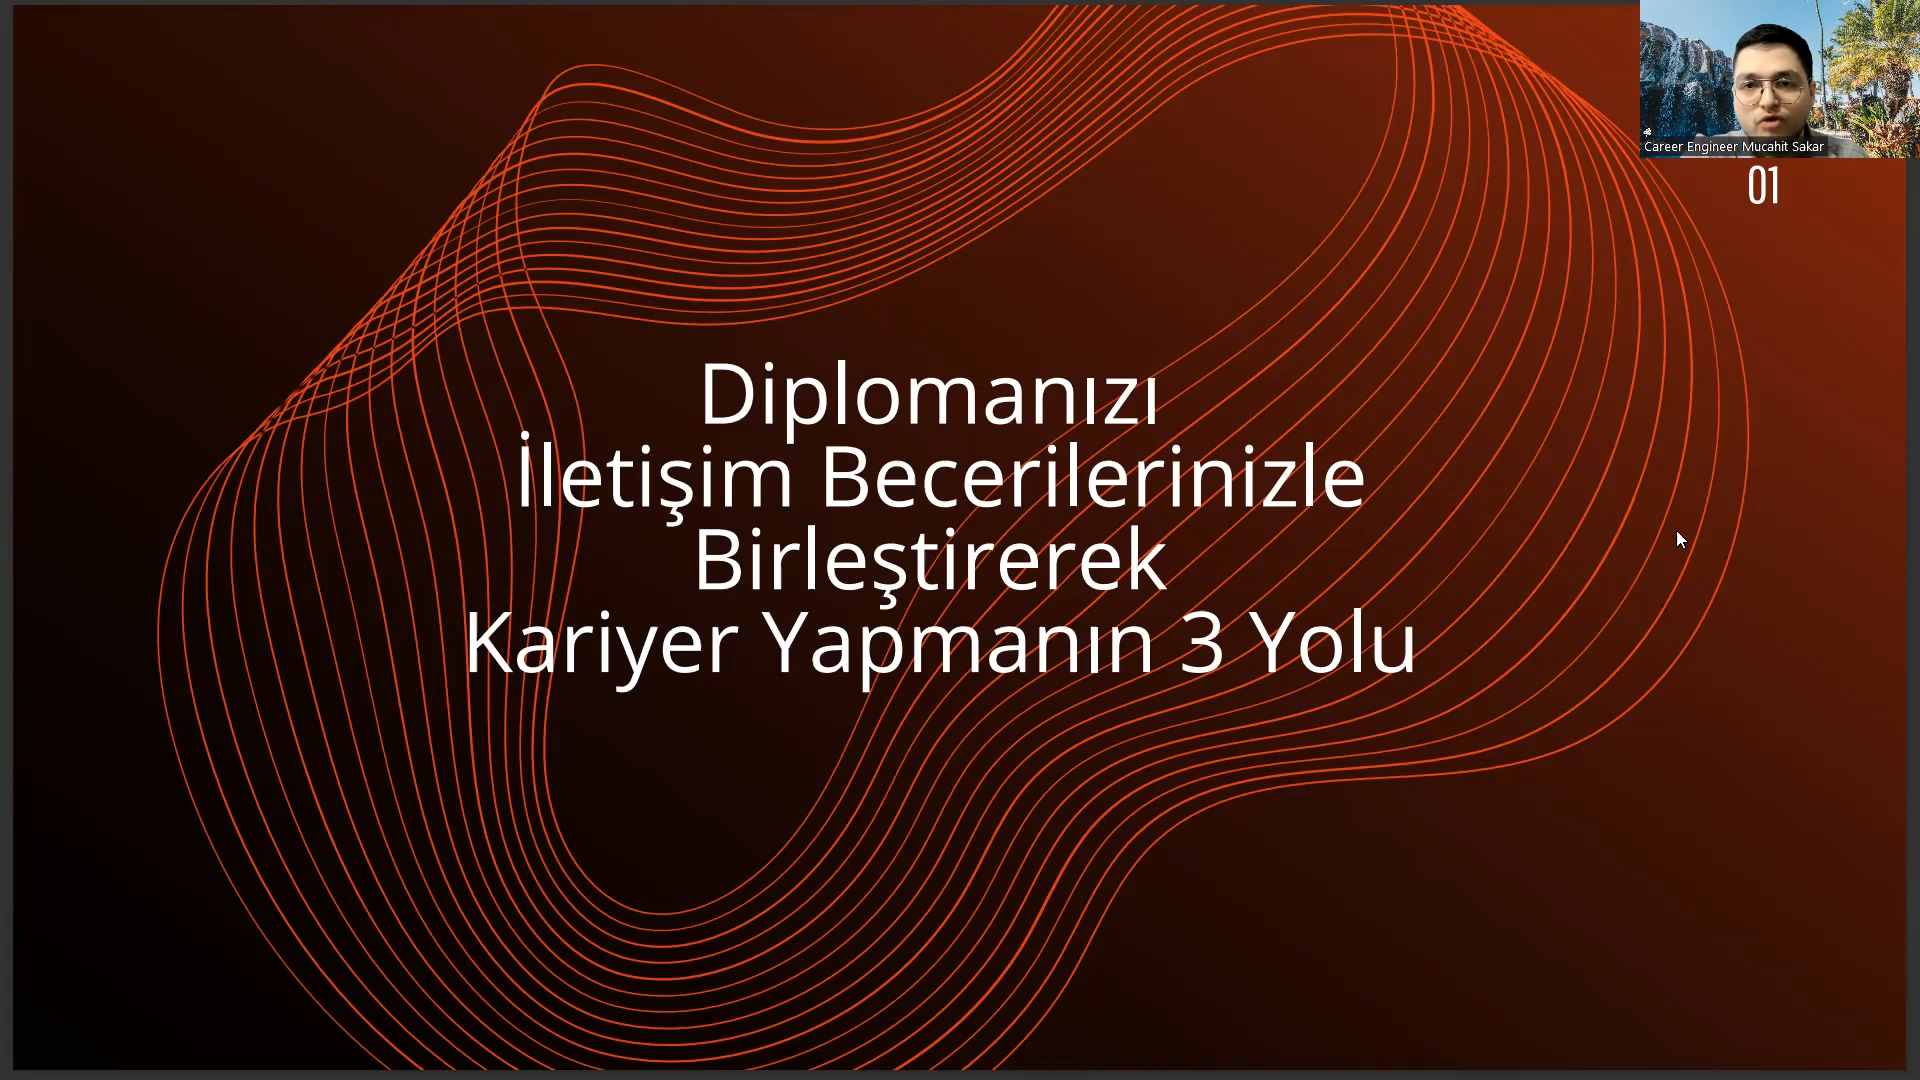 Career Engineer Mucahit Sakar
01
Diplomanızı
İletişim Becerilerinizle
Birleştirerek
Kariyer Yapmanın 3 Yolu